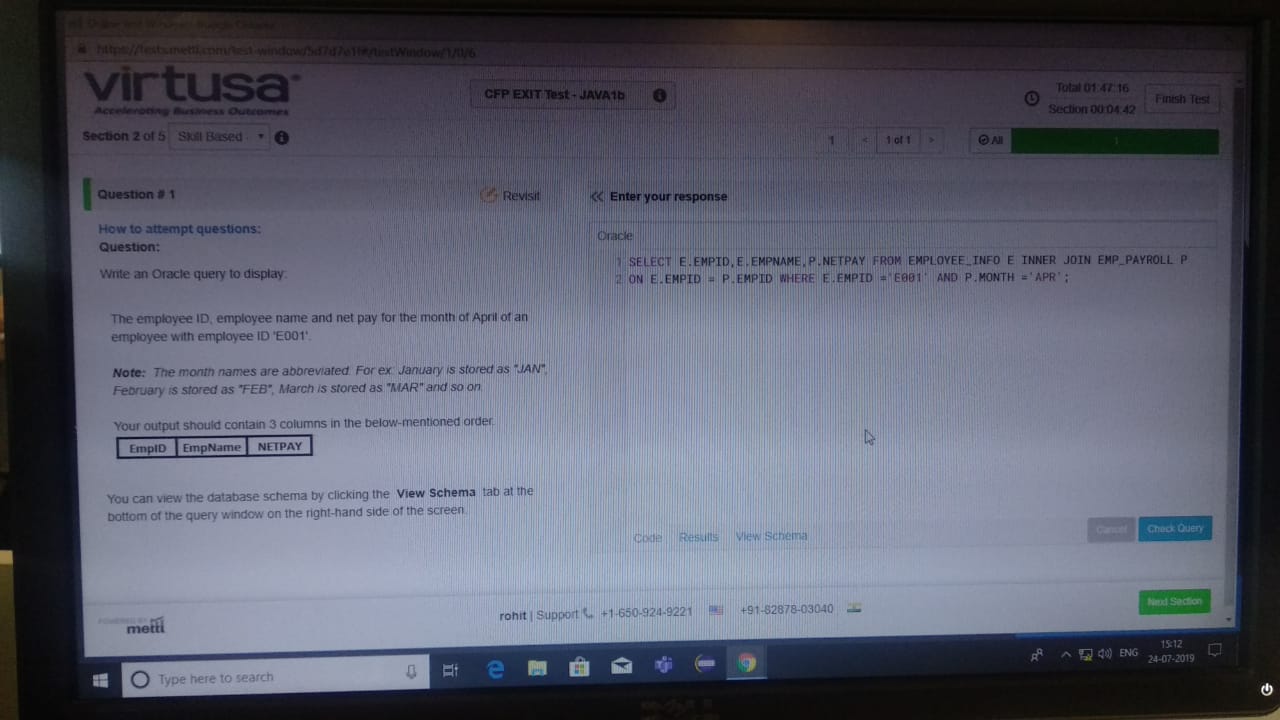 https://tests.mettl.com/test-window/5d7d7e1f#/testWindow/1/0/6
virtusa
Accelerating Business Outcomes
CFP EXIT Test - JAVA1b
Total 01:47:16
Section 00:04:42
Finish Test
Section 2 of 5 Skill Based
1 < 1 of 1 > All 1
Question # 1
Revisit
Enter your response
How to attempt questions:
Question:
Write an Oracle query to display:
The employee ID, employee name and net pay for the month of April of an
employee with employee ID 'E001'.
Note: The month names are abbreviated. For ex: January is stored as "JAN",
February is stored as "FEB", March is stored as "MAR" and so on.
Your output should contain 3 columns in the below-mentioned order.
EmpID EmpName NETPAY
You can view the database schema by clicking the View Schema tab at the
bottom of the query window on the right-hand side of the screen.
Oracle
1 SELECT E.EMPID,E.EMPNAME,P.NETPAY FROM EMPLOYEE_INFO E INNER JOIN EMP_PAYROLL P
2 ON E.EMPID = P.EMPID WHERE E.EMPID ='E001' AND P.MONTH ='APR';
Code Results View Schema
Cancel Check Query
POWERED BY
mettl
rohit | Support +1-650-924-9221 +91-82878-03040
Next Section
Type here to search
ENG
15:12
24-07-2019